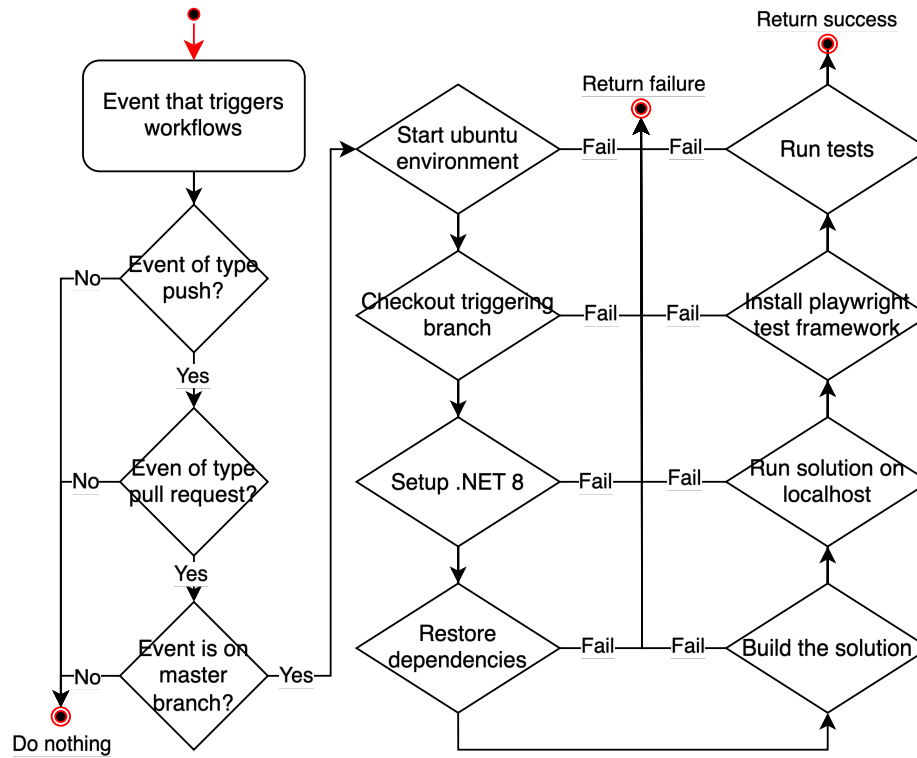 Event that triggers
workflows
Event of type
push?
No
Yes
Even of type
pull request?
No
Yes
Event is on
master
branch?
No
Yes
Do nothing
Start ubuntu
environment
Fail
Checkout triggering
branch
Fail
Setup .NET 8
Fail
Restore
dependencies
Fail
Return failure
Build the solution
Fail
Run solution on
localhost
Fail
Install playwright
test framework
Fail
Run tests
Fail
Return success